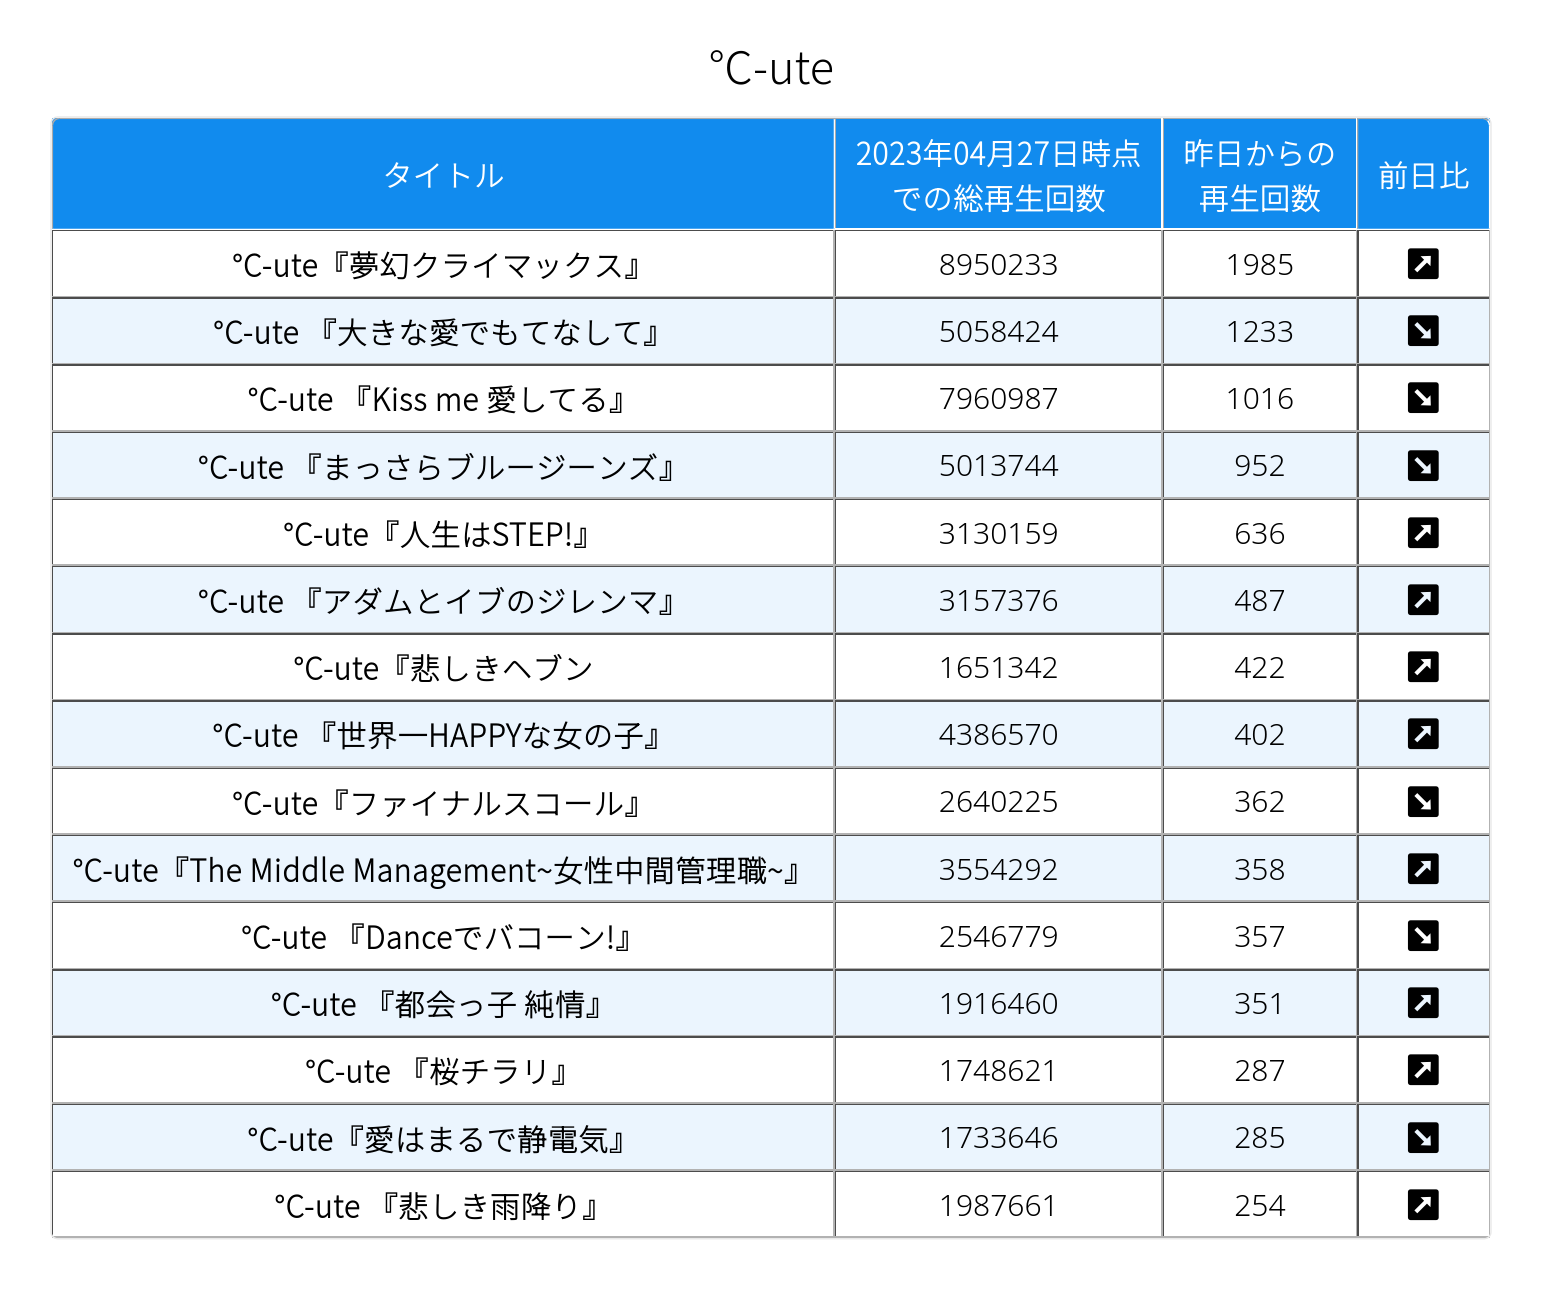 ℃-ute
タイトル 2023年04月27日時点での総再生回数 昨日からの再生回数 前日比
℃-ute『夢幻クライマックス』 8950233 1985 ↗
℃-ute 『大きな愛でもてなして』 5058424 1233 ↘
℃-ute 『Kiss me 愛してる』 7960987 1016 ↘
℃-ute 『まっさらブルージーンズ』 5013744 952 ↘
℃-ute『人生はSTEP!』 3130159 636 ↗
℃-ute 『アダムとイブのジレンマ』 3157376 487 ↗
℃-ute『悲しきヘブン 1651342 422 ↗
℃-ute 『世界一HAPPYな女の子』 4386570 402 ↗
℃-ute『ファイナルスコール』 2640225 362 ↘
℃-ute『The Middle Management~女性中間管理職~』 3554292 358 ↗
℃-ute 『Danceでバコーン!』 2546779 357 ↘
℃-ute 『都会っ子 純情』 1916460 351 ↗
℃-ute 『桜チラリ』 1748621 287 ↗
℃-ute『愛はまるで静電気』 1733646 285 ↘
℃-ute 『悲しき雨降り』 1987661 254 ↗